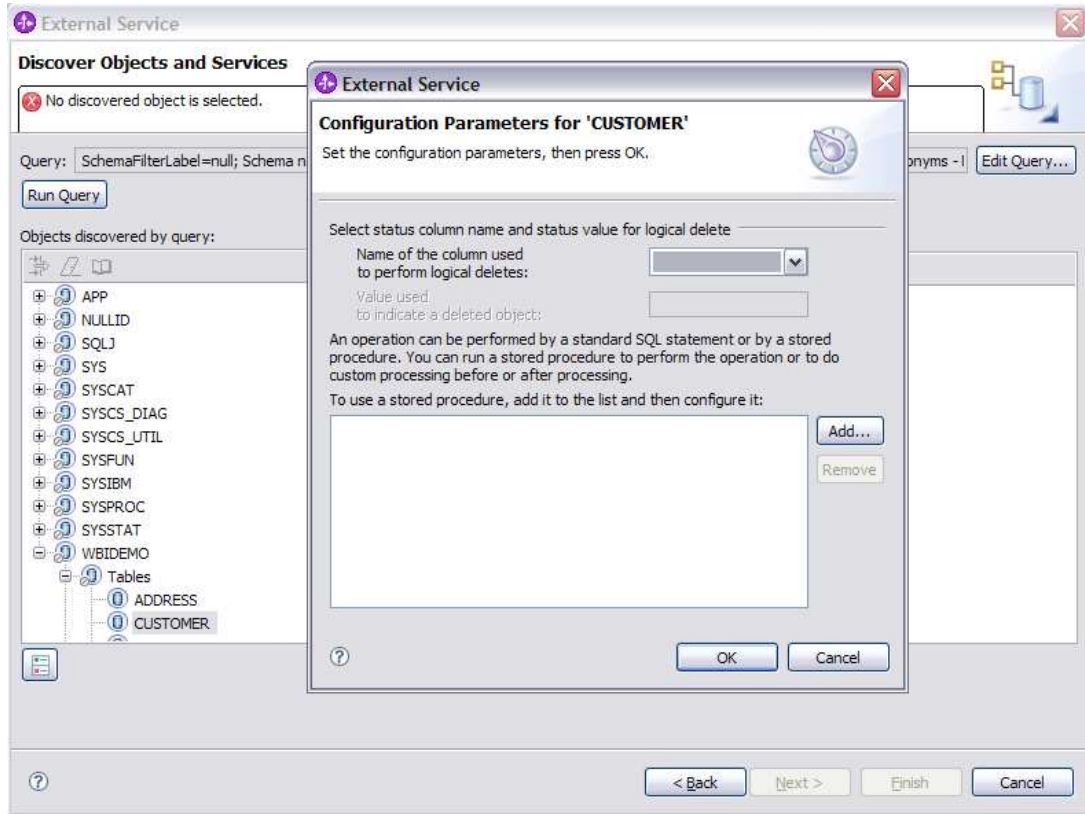 External Service
Discover Objects and Services
No discovered object is selected.
Query: SchemaFilterLabel=null; Schema n
onyms - l
Edit Query...
Run Query
Objects discovered by query:
APP
NULLID
SQLJ
SYS
SYSCAT
SYSCS_DIAG
SYSCS_UTIL
SYSFUN
SYSIBM
SYSPROC
SYSSTAT
WBIDEMO
Tables
ADDRESS
CUSTOMER
External Service
Configuration Parameters for 'CUSTOMER'
Set the configuration parameters, then press OK.
Select status column name and status value for logical delete
Name of the column used
to perform logical deletes:
Value used
to indicate a deleted object:
An operation can be performed by a standard SQL statement or by a stored
procedure. You can run a stored procedure to perform the operation or to do
custom processing before or after processing.
To use a stored procedure, add it to the list and then configure it:
Add...
Remove
OK
Cancel
< Back
Next >
Finish
Cancel